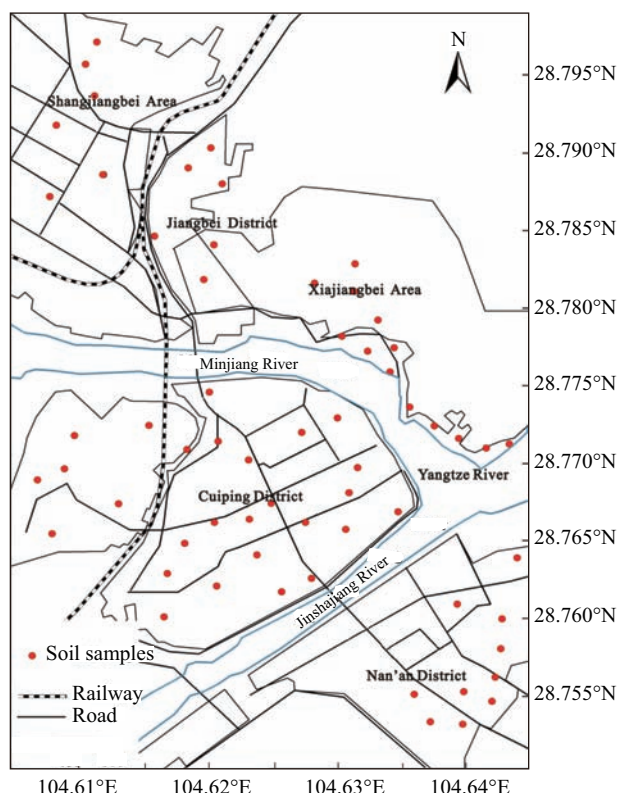 N
28.795°N
Shangjiangbei Area
28.790°N
Jiangbei District
28.785°N
Xiajiangbei Area
28.780°N
Minjiang River
28.775°N
Yangtze River
28.770°N
Cuiping District
28.765°N
Jinshajiang River
28.760°N
Soil samples
Nan'an District
Railway
28.755°N
Road
104.61°E 104.62°E 104.63°E 104.64°E